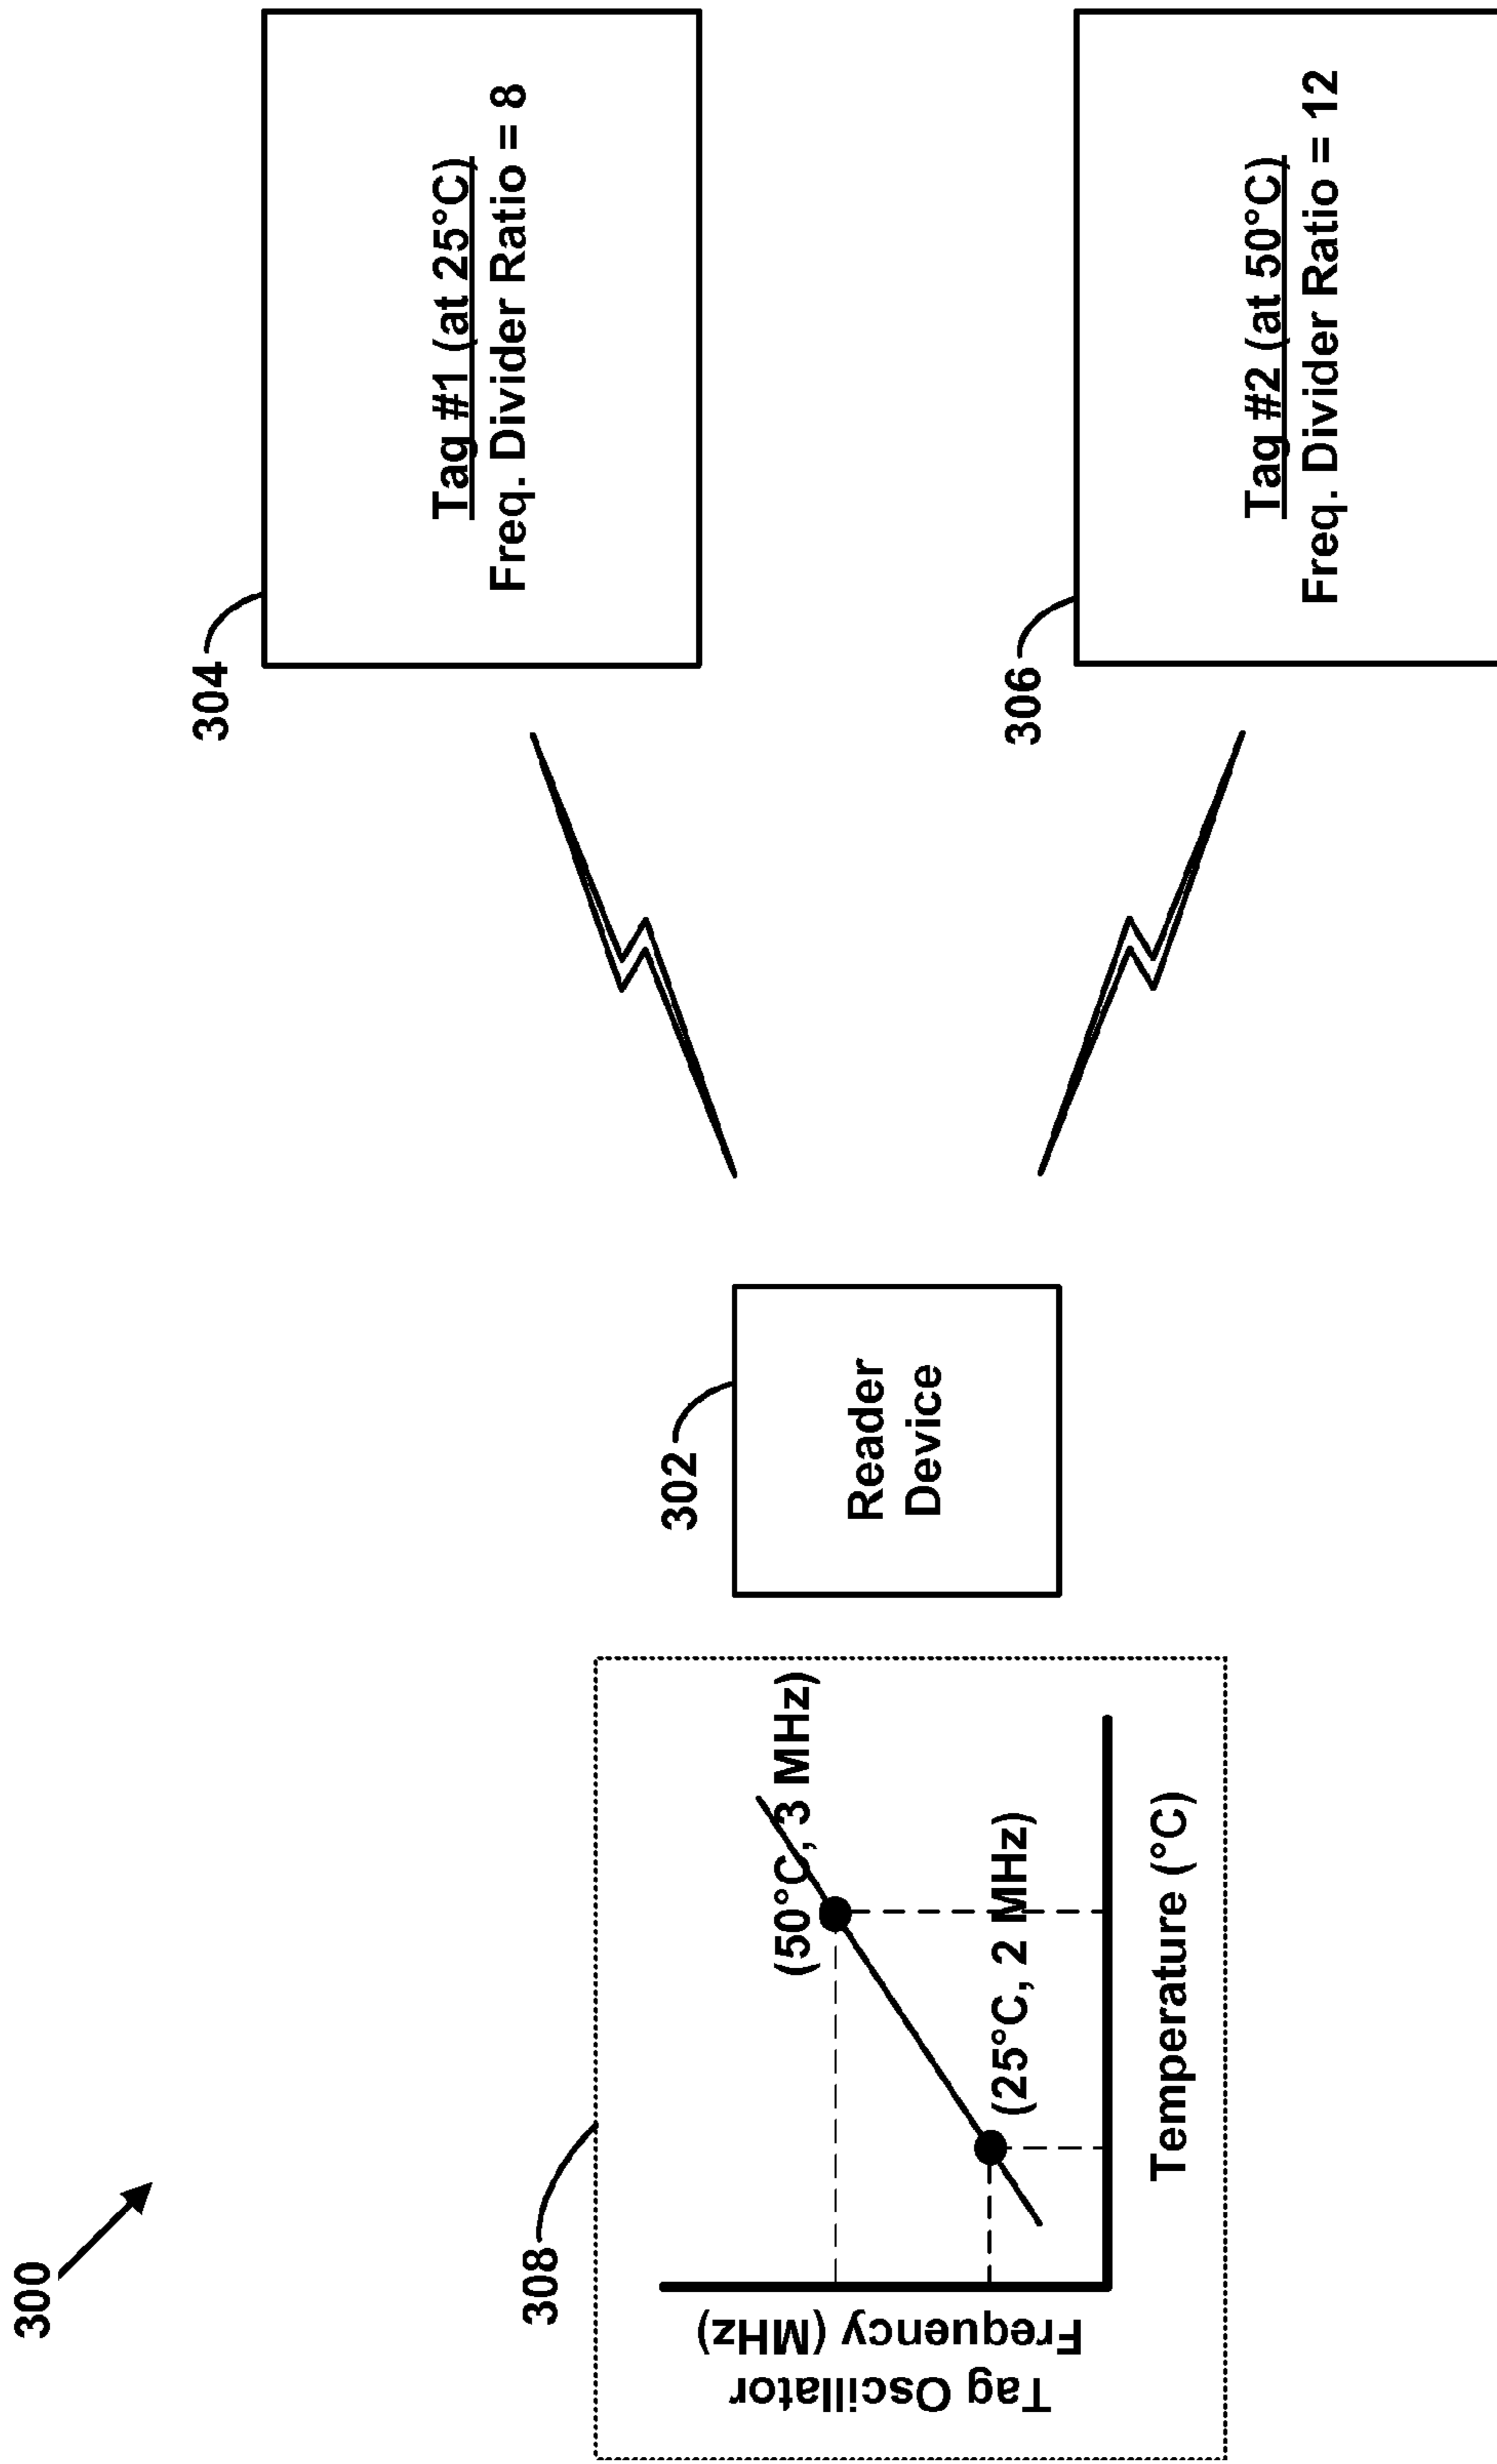 300
308
Tag Oscillator
Frequency (MHz)
(50°C, 3 MHz)
(25°C, 2 MHz)
Temperature (°C)
302
Reader
Device
304
Tag #1 (at 25°C)
Freq. Divider Ratio = 8
306
Tag #2 (at 50°C)
Freq. Divider Ratio = 12